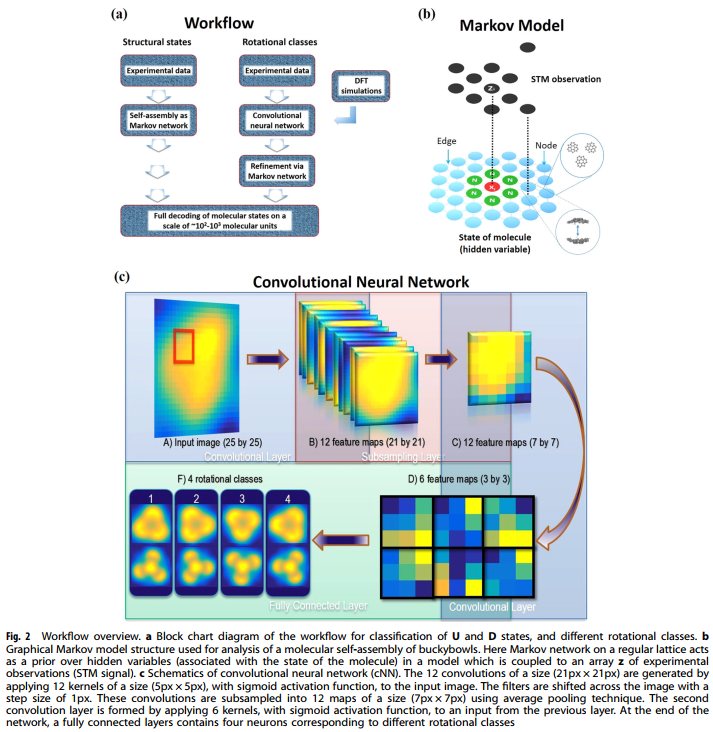 (a)
Workflow
Structural states
Rotational classes
Experimental data
Experimental data
DFT
simulations
Self-assembly as
Markov network
Convolutional
neural network
Refinement via
Markov network
Full decoding of molecular states on a
scale of ~10²-10³ molecular units
(b)
Markov Model
STM observation
Edge
Node
N
N
N
N
N
N
State of molecule
(hidden variable)
(c)
Convolutional Neural Network
A) Input image (25 by 25)
B) 12 feature maps (21 by 21)
C) 12 feature maps (7 by 7)
Convolutional Layer
Subsampling Layer
F) 4 rotational classes
D) 6 feature maps (3 by 3)
1 2 3 4
Fully Connected Layer
Convolutional Layer
Fig. 2 Workflow overview. a Block chart diagram of the workflow for classification of U and D states, and different rotational classes. b
Graphical Markov model structure used for analysis of a molecular self-assembly of buckybowls. Here Markov network on a regular lattice acts
as a prior over hidden variables (associated with the state of the molecule) in a model which is coupled to an array z of experimental
observations (STM signal). c Schematics of convolutional neural network (cNN). The 12 convolutions of a size (21px × 21px) are generated by
applying 12 kernels of a size (5px × 5px), with sigmoid activation function, to the input image. The filters are shifted across the image with a
step size of 1px. These convolutions are subsampled into 12 maps of a size (7px × 7px) using average pooling technique. The second
convolution layer is formed by applying 6 kernels, with sigmoid activation function, to an input from the previous layer. At the end of the
network, a fully connected layers contains four neurons corresponding to different rotational classes